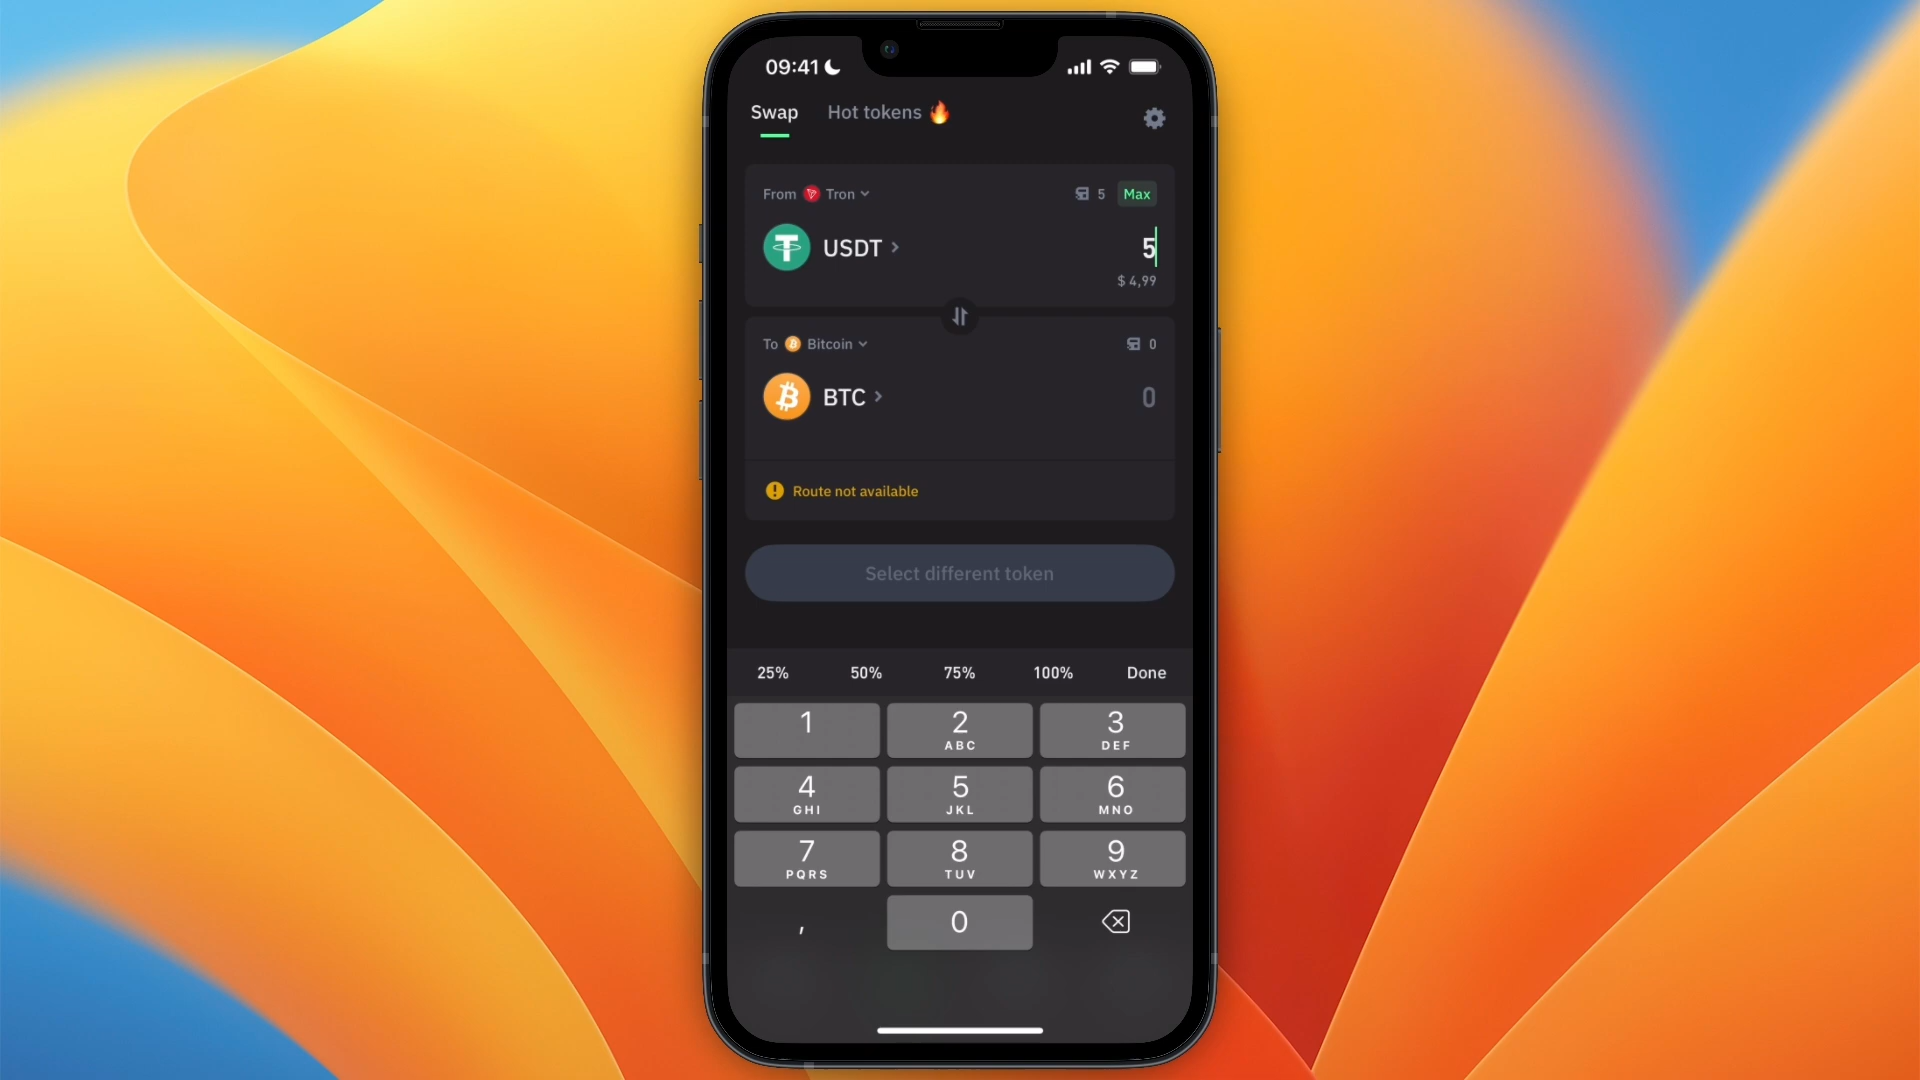 09:41
Swap
Hot tokens 🔥
From Tron
5 Max
USDT
5
$ 4,99
To Bitcoin
0
BTC
0
Route not available
Select different token
25% 50% 75% 100% Done
1
2 ABC
3 DEF
4 GHI
5 JKL
6 MNO
7 PQRS
8 TUV
9 WXYZ
, 0